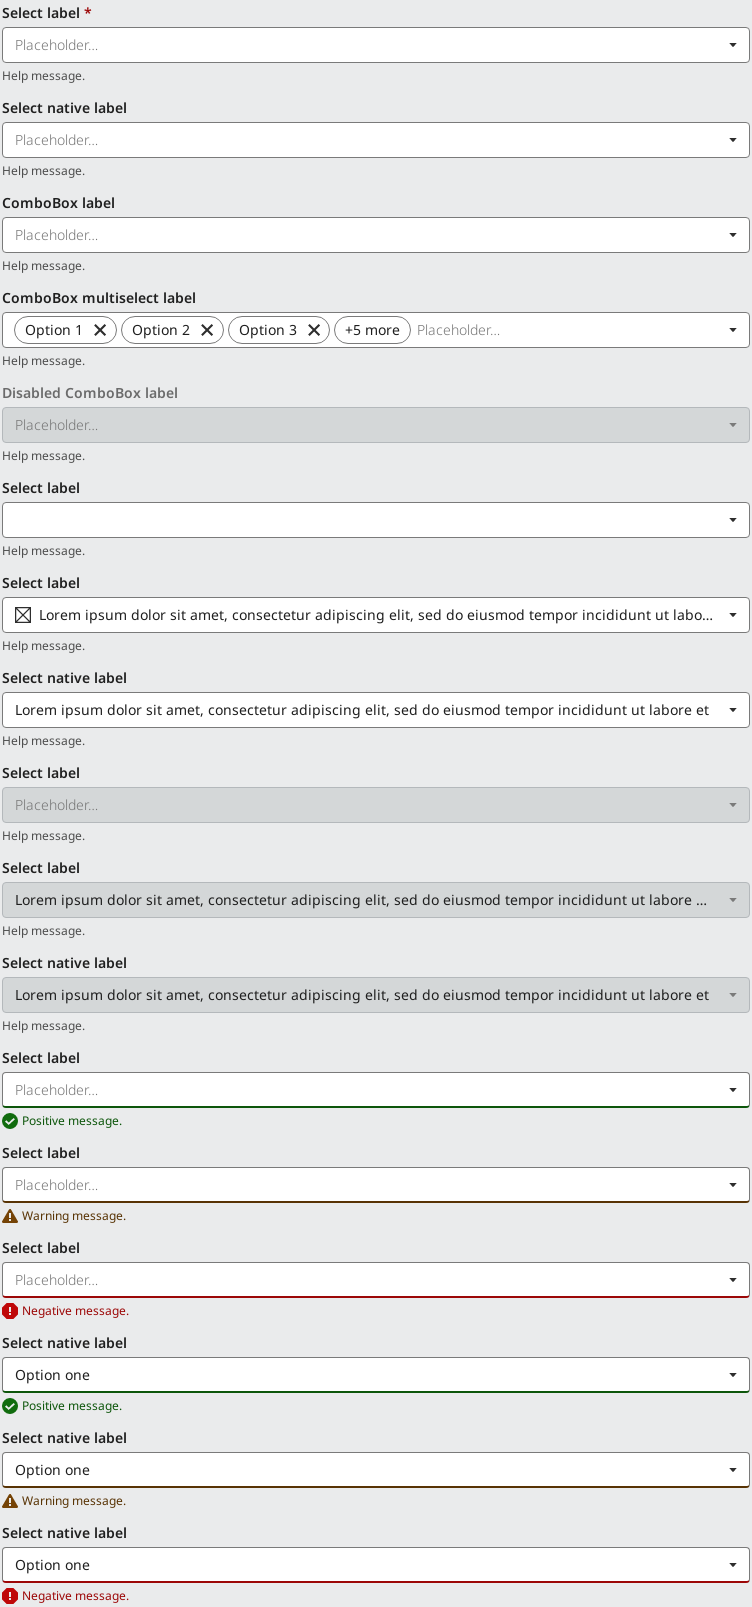 Select label *
Placeholder...
Help message.
Select native label
Placeholder...
Help message.
ComboBox label
Placeholder...
Help message.
ComboBox multiselect label
Option 1 Option 2 Option 3 +5 more Placeholder...
Help message.
Disabled ComboBox label
Placeholder...
Help message.
Select label
Help message.
Select label
Lorem ipsum dolor sit amet, consectetur adipiscing elit, sed do eiusmod tempor incididunt ut labo...
Help message.
Select native label
Lorem ipsum dolor sit amet, consectetur adipiscing elit, sed do eiusmod tempor incididunt ut labore et
Help message.
Select label
Placeholder...
Help message.
Select label
Lorem ipsum dolor sit amet, consectetur adipiscing elit, sed do eiusmod tempor incididunt ut labore ...
Help message.
Select native label
Lorem ipsum dolor sit amet, consectetur adipiscing elit, sed do eiusmod tempor incididunt ut labore et
Help message.
Select label
Placeholder...
Positive message.
Select label
Placeholder...
Warning message.
Select label
Placeholder...
Negative message.
Select native label
Option one
Positive message.
Select native label
Option one
Warning message.
Select native label
Option one
Negative message.